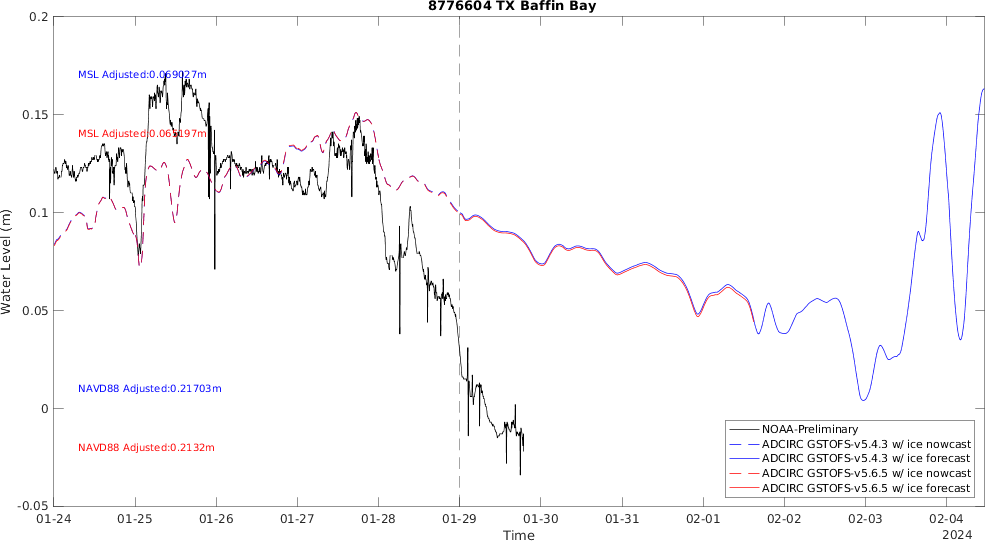 8776604 TX Baffin Bay
0.2
0.15
0.1
0.05
0
-0.05
Water Level (m)
MSL Adjusted:0.069027m
NAVD88 Adjusted:0.21703m
NAVD88 Adjusted:0.2132m
NOAA-Preliminary
ADCIRC GSTOFS-v5.4.3 w/ ice nowcast
ADCIRC GSTOFS-v5.4.3 w/ ice forecast
ADCIRC GSTOFS-v5.6.5 w/ ice nowcast
ADCIRC GSTOFS-v5.6.5 w/ ice forecast
01-24 01-25 01-26 01-27 01-28 01-29 01-30 01-31 02-01 02-02 02-03 02-04
Time
2024